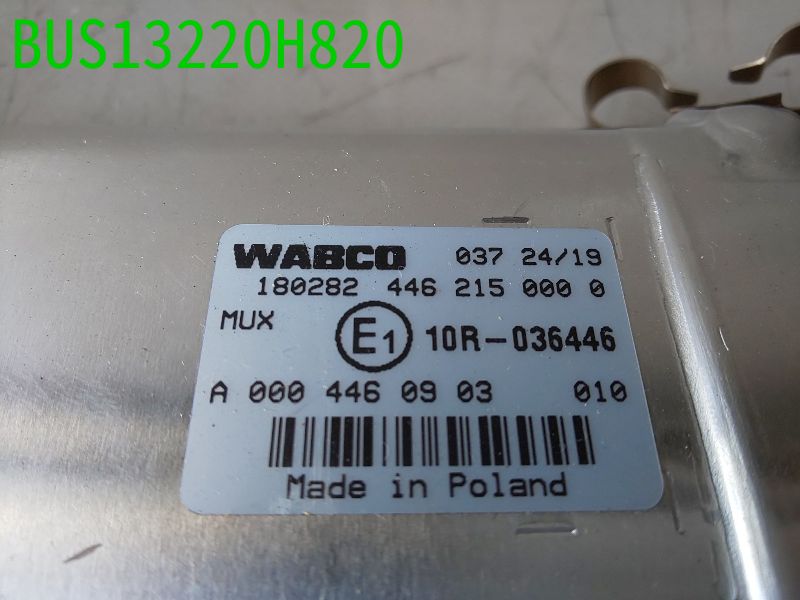 BUS13220H820
WABCO 037 24/19
180282 446 215 000 0
MUX E1 10R-036446
A 000 446 09 03 010
Made in Poland